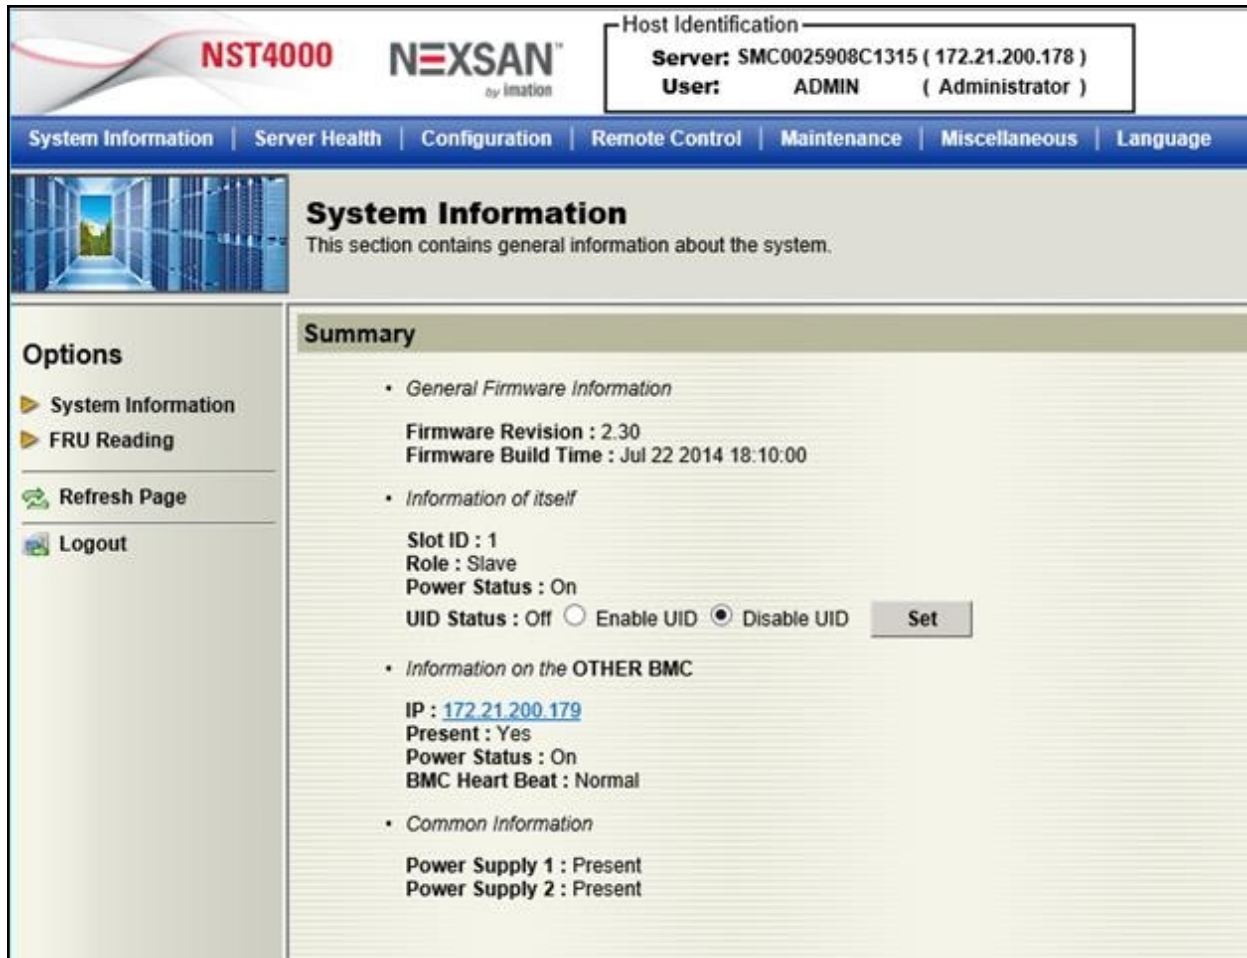 NST4000
NEXSAN™
by imation
Host Identification
Server: SMC0025908C1315 ( 172.21.200.178 )
User: ADMIN ( Administrator )
System Information | Server Health | Configuration | Remote Control | Maintenance | Miscellaneous | Language
System Information
This section contains general information about the system.
Options
System Information
FRU Reading
Refresh Page
Logout
Summary
• General Firmware Information
Firmware Revision : 2.30
Firmware Build Time : Jul 22 2014 18:10:00
• Information of itself
Slot ID : 1
Role : Slave
Power Status : On
UID Status : Off Enable UID Disable UID Set
• Information on the OTHER BMC
IP : 172.21.200.179
Present : Yes
Power Status : On
BMC Heart Beat : Normal
• Common Information
Power Supply 1 : Present
Power Supply 2 : Present